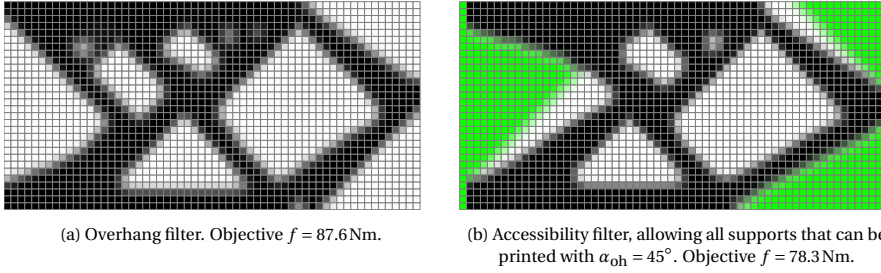 (a) Overhang filter. Objective f = 87.6 Nm.
(b) Accessibility filter, allowing all supports that can be
printed with αoh = 45°. Objective f = 78.3 Nm.